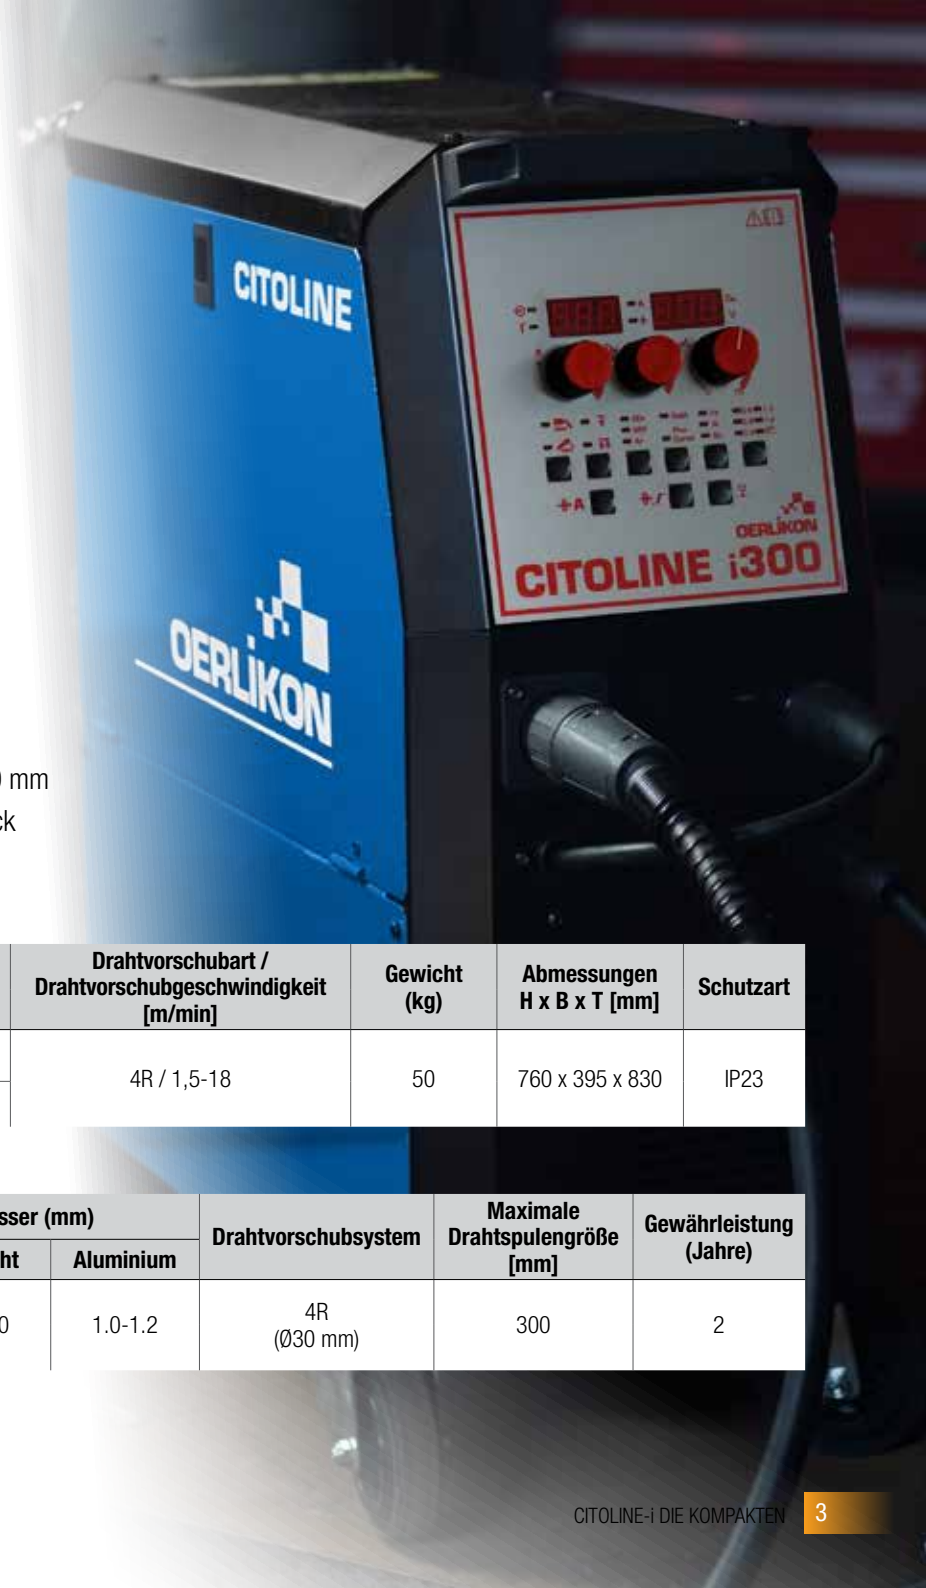 CITOLINE
OERLIKON
A
V
A
OERLIKON
CITOLINE i300
mm
ck
Drahtvorschubart /
Drahtvorschubgeschwindigkeit
[m/min]
Gewicht
(kg)
Abmessungen
H x B x T [mm]
Schutzart
4R / 1,5-18
50
760 x 395 x 830
IP23
sser (mm)
ht
Aluminium
Drahtvorschubsystem
Maximale
Drahtspulengröße
[mm]
Gewährleistung
(Jahre)
0
1.0-1.2
4R
(Ø30 mm)
300
2
CITOLINE-i DIE KOMPAKTEN
3